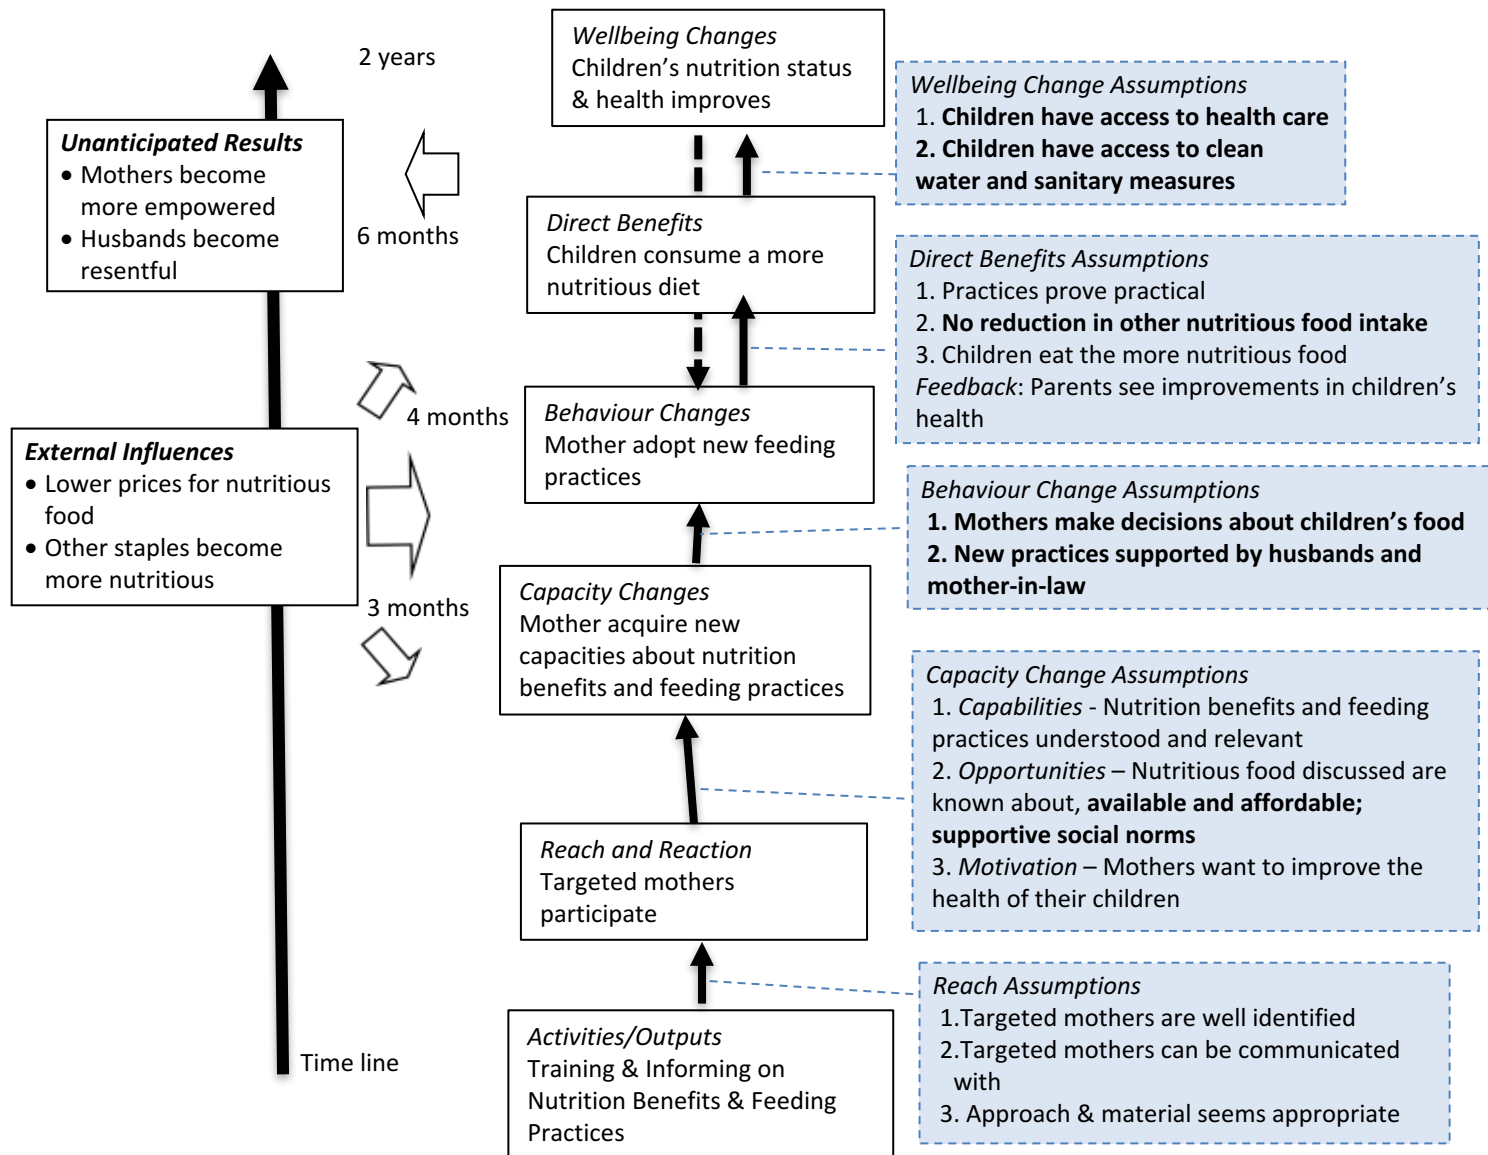 2 years
Unanticipated Results
• Mothers become
more empowered
• Husbands become
resentful
6 months
4 months
External Influences
• Lower prices for nutritious
food
• Other staples become
more nutritious
3 months
Time line
Wellbeing Changes
Children’s nutrition status
& health improves
Direct Benefits
Children consume a more
nutritious diet
Behaviour Changes
Mother adopt new feeding
practices
Capacity Changes
Mother acquire new
capacities about nutrition
benefits and feeding practices
Reach and Reaction
Targeted mothers
participate
Activities/Outputs
Training & Informing on
Nutrition Benefits & Feeding
Practices
Wellbeing Change Assumptions
1. Children have access to health care
2. Children have access to clean
water and sanitary measures
Direct Benefits Assumptions
1. Practices prove practical
2. No reduction in other nutritious food intake
3. Children eat the more nutritious food
Feedback: Parents see improvements in children’s
health
Behaviour Change Assumptions
1. Mothers make decisions about children’s food
2. New practices supported by husbands and
mother-in-law
Capacity Change Assumptions
1. Capabilities - Nutrition benefits and feeding
practices understood and relevant
2. Opportunities – Nutritious food discussed are
known about, available and affordable;
supportive social norms
3. Motivation – Mothers want to improve the
health of their children
Reach Assumptions
1.Targeted mothers are well identified
2.Targeted mothers can be communicated
with
3. Approach & material seems appropriate